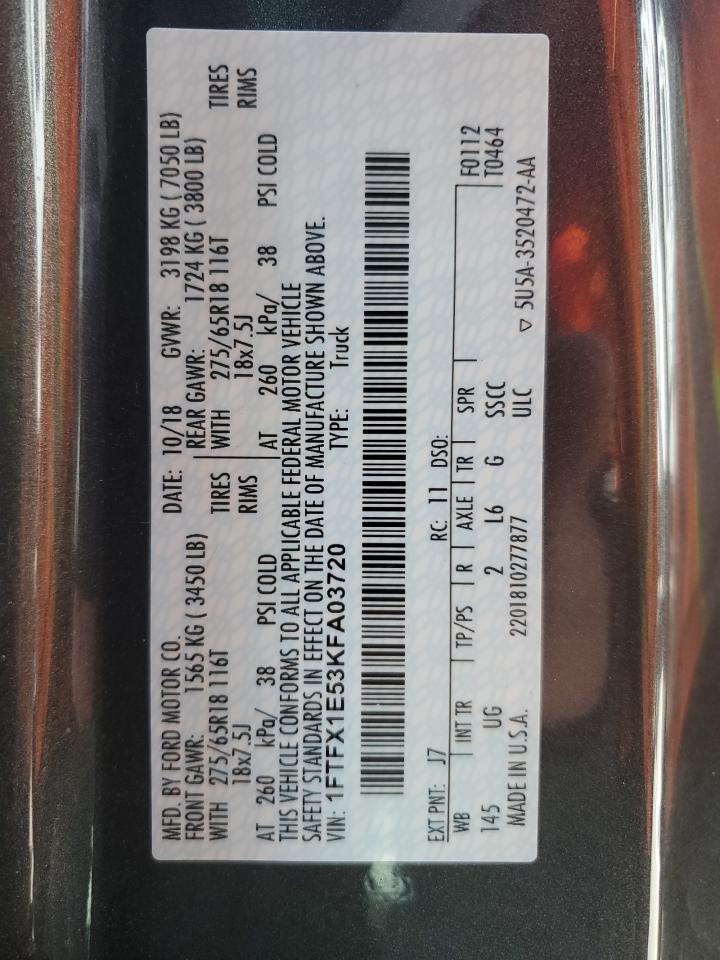 MFD. BY FORD MOTOR CO. DATE: 10/18 GVWR: 3198 KG ( 7050 LB)
FRONT GAWR: 1565 KG ( 3450 LB) REAR GAWR: 1724 KG ( 3800 LB)
WITH 275/65R18 116T TIRES WITH 275/65R18 116T TIRES
18x7.5J RIMS 18x7.5J RIMS
AT 260 kPa/ 38 PSI COLD AT 260 kPa/ 38 PSI COLD
THIS VEHICLE CONFORMS TO ALL APPLICABLE FEDERAL MOTOR VEHICLE
SAFETY STANDARDS IN EFFECT ON THE DATE OF MANUFACTURE SHOWN ABOVE.
VIN: 1FTFX1E53KFA03720 TYPE: Truck
EXT PNT: J7 RC: 11 DSO:
WB INT TR TP/PS R AXLE TR SPR F0112
145 UG 2 L6 G SSCC T0464
MADE IN U.S.A. 2201810277877 ULC ▽ 5U5A-3520472-AA